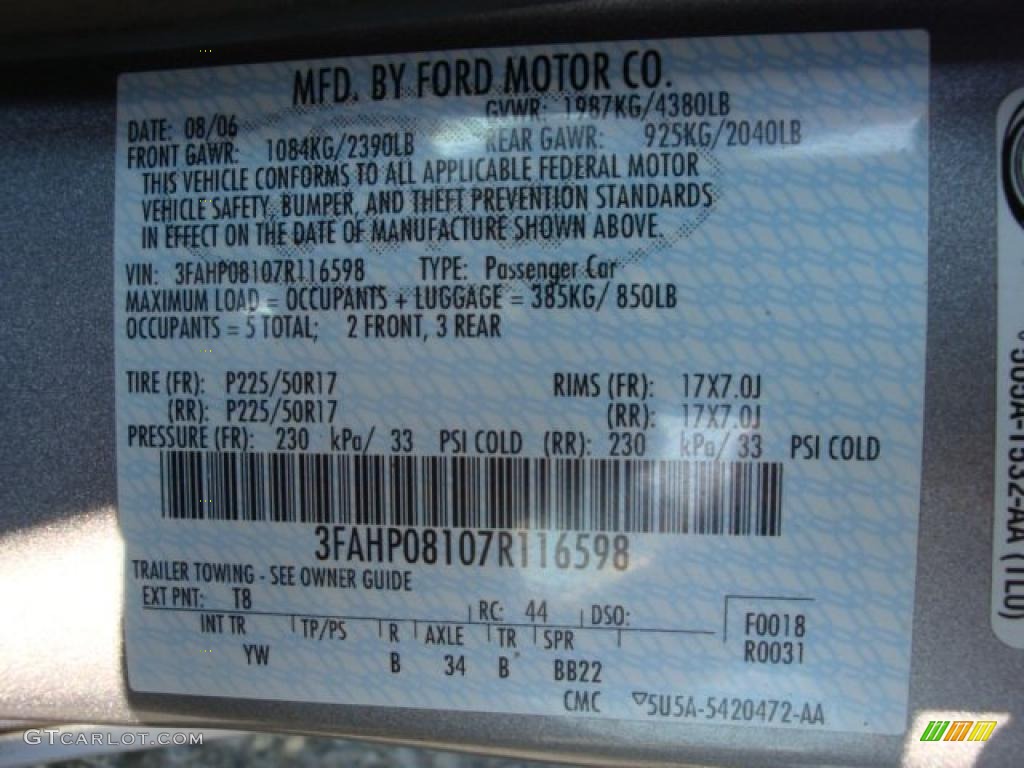 MFD. BY FORD MOTOR CO.
DATE: 08/06 GVWR: 1987KG/4380LB
FRONT GAWR: 1084KG/2390LB REAR GAWR: 925KG/2040LB
THIS VEHICLE CONFORMS TO ALL APPLICABLE FEDERAL MOTOR
VEHICLE SAFETY, BUMPER, AND THEFT PREVENTION STANDARDS
IN EFFECT ON THE DATE OF MANUFACTURE SHOWN ABOVE.
VIN: 3FAHP08107R116598 TYPE: Passenger Car
MAXIMUM LOAD = OCCUPANTS + LUGGAGE = 385KG/ 850LB
OCCUPANTS = 5 TOTAL; 2 FRONT, 3 REAR
TIRE (FR): P225/50R17 RIMS (FR): 17X7.0J
(RR): P225/50R17 (RR): 17X7.0J
PRESSURE (FR): 230 kPa/ 33 PSI COLD (RR): 230 kPa/ 33 PSI COLD
3FAHP08107R116598
TRAILER TOWING - SEE OWNER GUIDE
EXT PNT: T8 RC: 44 DSO: F0018
INT TR TP/PS R AXLE TR SPR R0031
YW B 34 B BB22
CMC 5U5A-5420472-AA
(TL0)
GTCARLOT.COM